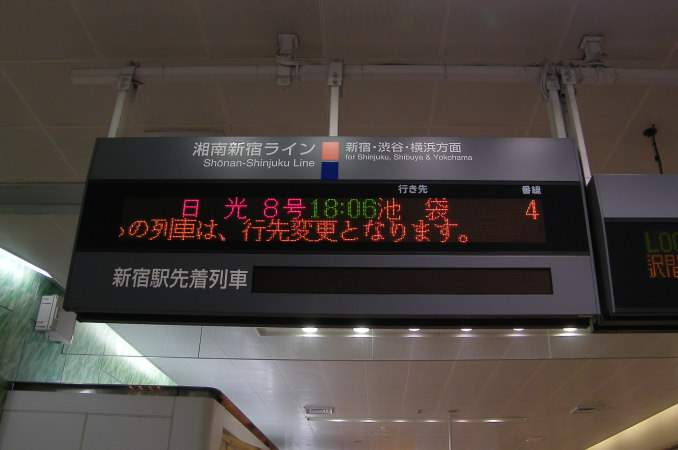 湘南新宿ライン
Shōnan-Shinjuku Line
新宿・渋谷・横浜方面
for Shinjuku, Shibuya & Yokohama
行き先 番線
日光 8号 18:06 池袋 4
の列車は、行先変更となります。
新宿駅先着列車